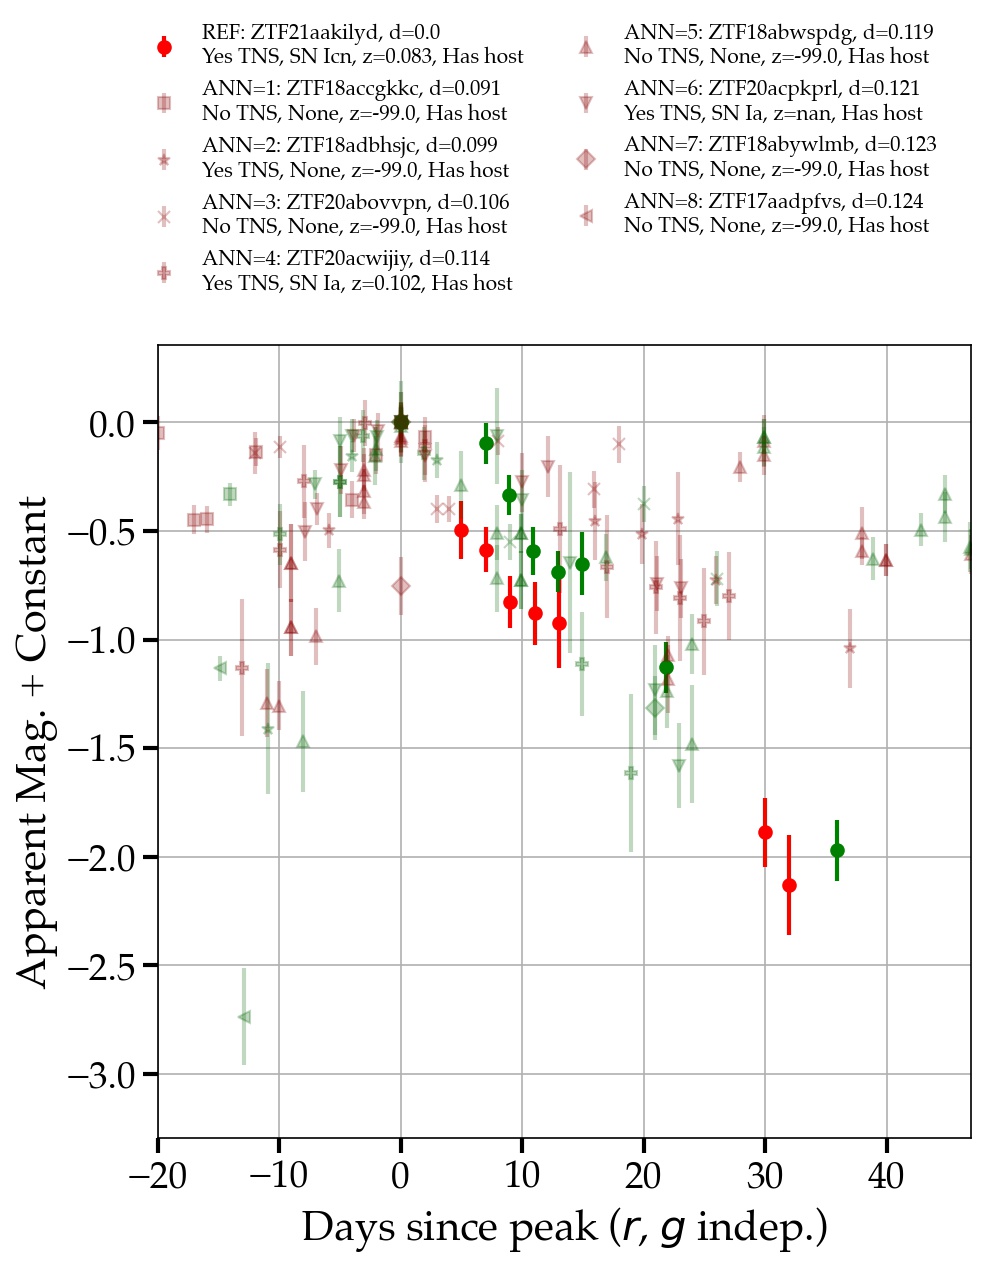 REF: ZTF21aakilyd, d=0.0
Yes TNS, SN Icn, z=0.083, Has host
ANN=1: ZTF18accgkkc, d=0.091
No TNS, None, z=-99.0, Has host
ANN=2: ZTF18adbhsjc, d=0.099
Yes TNS, None, z=-99.0, Has host
ANN=3: ZTF20abovvpn, d=0.106
No TNS, None, z=-99.0, Has host
ANN=4: ZTF20acwijiy, d=0.114
Yes TNS, SN Ia, z=0.102, Has host
ANN=5: ZTF18abwspdg, d=0.119
No TNS, None, z=-99.0, Has host
ANN=6: ZTF20acpkprl, d=0.121
Yes TNS, SN Ia, z=nan, Has host
ANN=7: ZTF18abywlmb, d=0.123
No TNS, None, z=-99.0, Has host
ANN=8: ZTF17aadpfvs, d=0.124
No TNS, None, z=-99.0, Has host
Apparent Mag. + Constant
0.0
−0.5
−1.0
−1.5
−2.0
−2.5
−3.0
−20 −10 0 10 20 30 40
Days since peak (r, g indep.)